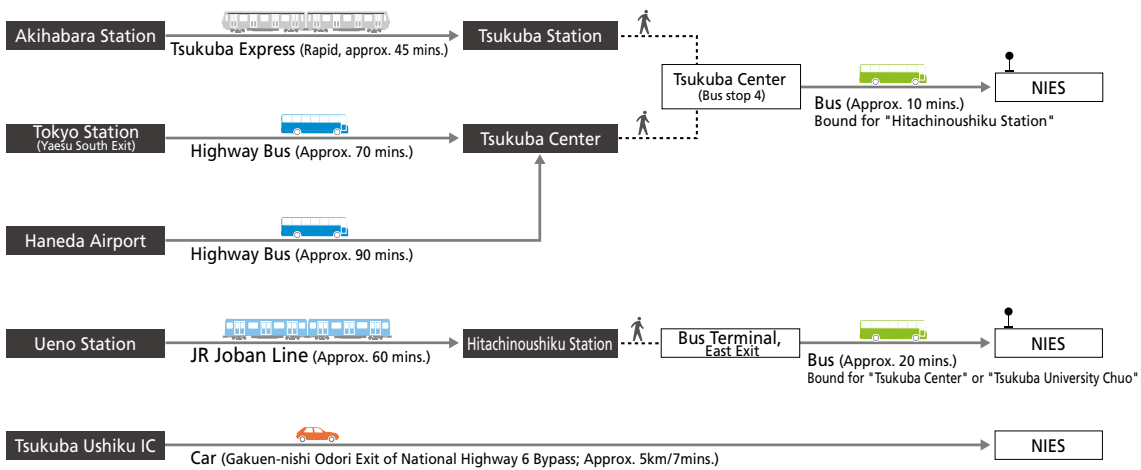 Akihabara Station
Tsukuba Express (Rapid, approx. 45 mins.)
Tsukuba Station
Tsukuba Center
(Bus stop 4)
Bus (Approx. 10 mins.)
Bound for "Hitachinoushiku Station"
NIES
Tokyo Station
(Yaesu South Exit)
Highway Bus (Approx. 70 mins.)
Tsukuba Center
Haneda Airport
Highway Bus (Approx. 90 mins.)
Ueno Station
JR Joban Line (Approx. 60 mins.)
Hitachinoushiku Station
Bus Terminal,
East Exit
Bus (Approx. 20 mins.)
Bound for "Tsukuba Center" or "Tsukuba University Chuo"
NIES
Tsukuba Ushiku IC
Car (Gakuen-nishi Odori Exit of National Highway 6 Bypass; Approx. 5km/7mins.)
NIES